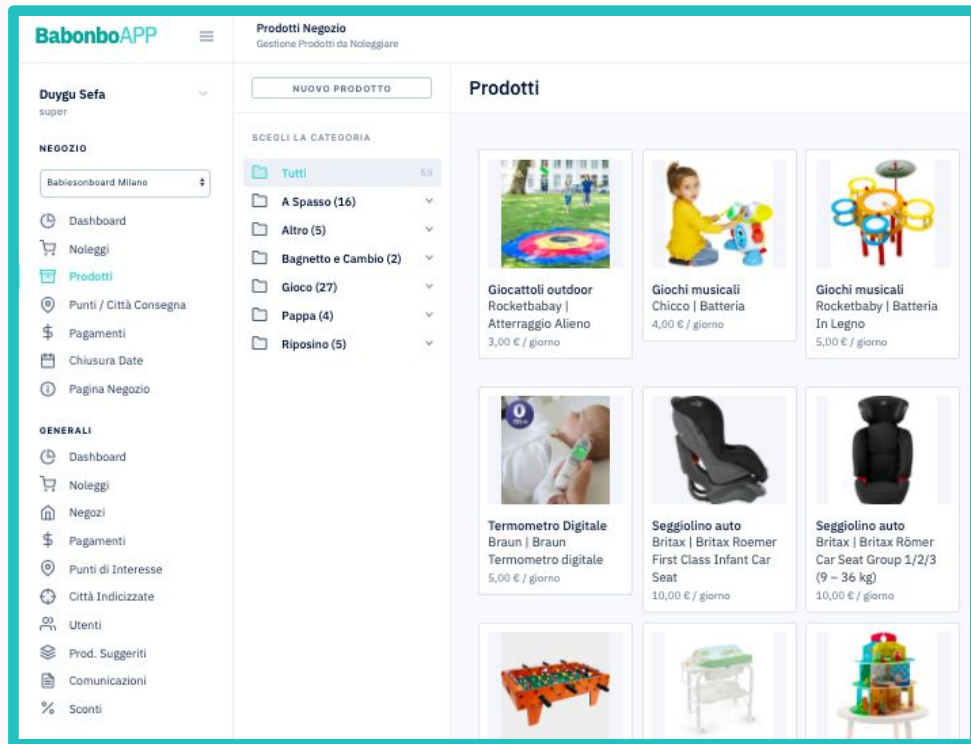 BabonboAPP
Prodotti Negozio
Gestione Prodotti da Noleggiare
Duygu Sefa
super
NEGOZIO
Babiesonboard Milano
Dashboard
Noleggi
Prodotti
Punti / Città Consegna
Pagamenti
Chiusura Date
Pagina Negozio
GENERALI
Dashboard
Noleggi
Negozi
Pagamenti
Punti di Interesse
Città Indicizzate
Utenti
Prod. Suggeriti
Comunicazioni
Sconti
NUOVO PRODOTTO
SCEGLI LA CATEGORIA
Tutti 59
A Spasso (16)
Altro (5)
Bagnetto e Cambio (2)
Gioco (27)
Pappa (4)
Riposino (5)
Prodotti
Giocattoli outdoor
Rocketbabay |
Atterraggio Alieno
3,00 € / giorno
Giochi musicali
Chicco | Batteria
4,00 € / giorno
Giochi musicali
Rocketbaby | Batteria
In Legno
5,00 € / giorno
0
m+
Termometro Digitale
Braun | Braun
Termometro digitale
5,00 € / giorno
Seggiolino auto
Britax | Britax Roemer
First Class Infant Car
Seat
10,00 € / giorno
Seggiolino auto
Britax | Britax Römer
Car Seat Group 1/2/3
(9 – 36 kg)
10,00 € / giorno